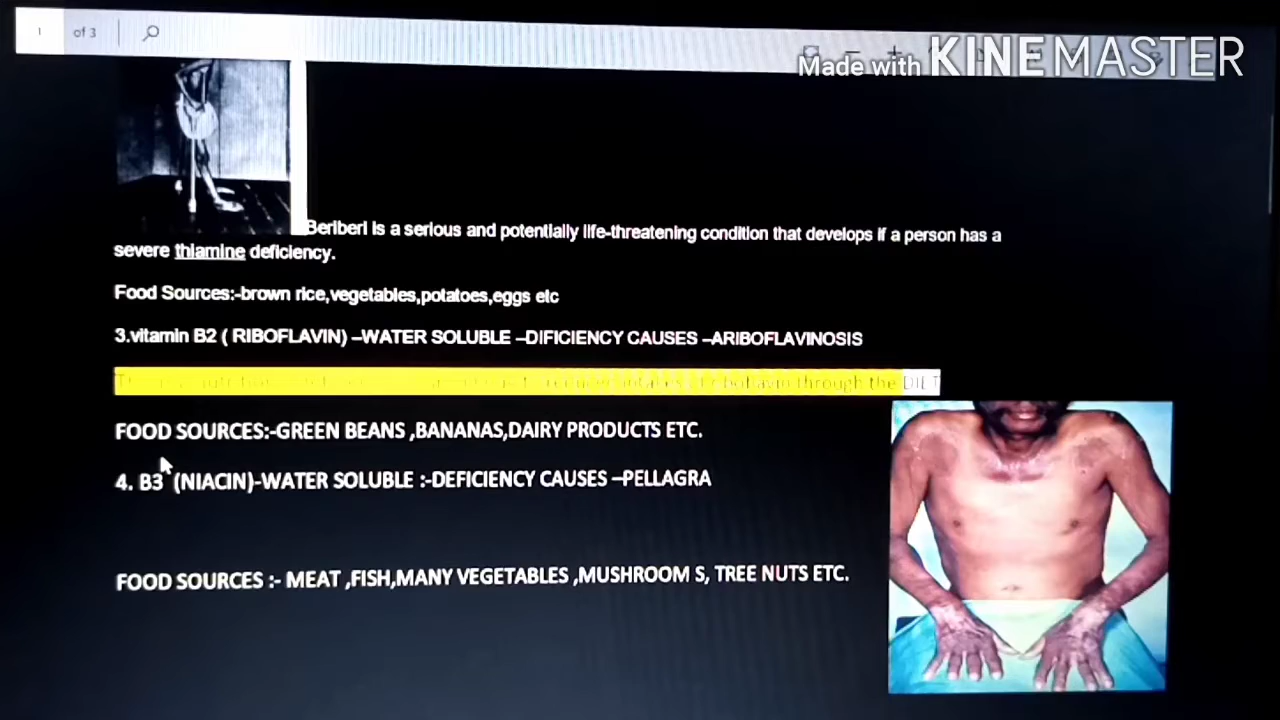 1 of 3
Made with KINEMASTER
Beriberi is a serious and potentially life-threatening condition that develops if a person has a
severe thiamine deficiency.
Food Sources:-brown rice,vegetables,potatoes,eggs etc
3.vitamin B2 ( RIBOFLAVIN) –WATER SOLUBLE –DIFICIENCY CAUSES –ARIBOFLAVINOSIS
through the DIET
FOOD SOURCES:-GREEN BEANS ,BANANAS,DAIRY PRODUCTS ETC.
4. B3 (NIACIN)-WATER SOLUBLE :-DEFICIENCY CAUSES –PELLAGRA
FOOD SOURCES :- MEAT ,FISH,MANY VEGETABLES ,MUSHROOM S, TREE NUTS ETC.